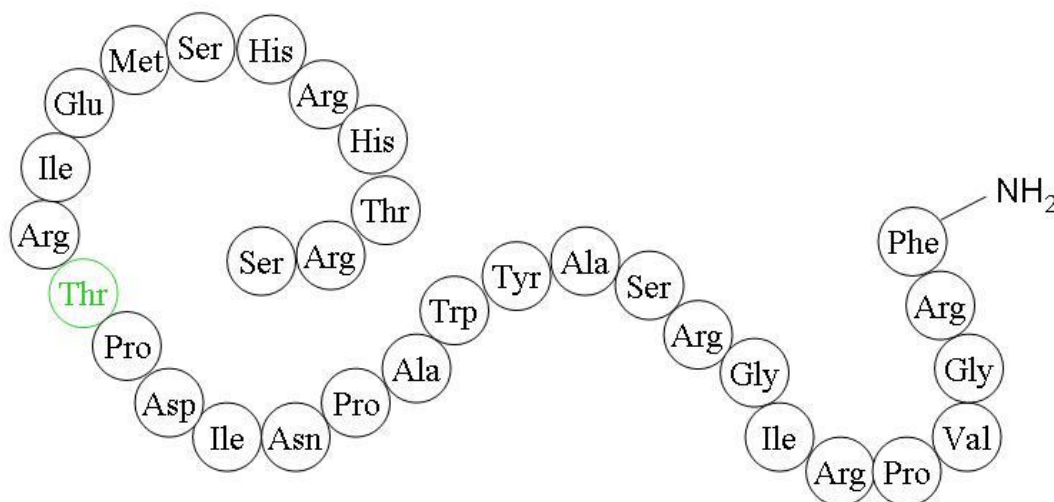 Ser
Arg
Thr
His
Arg
His
Ser
Met
Glu
Ile
Arg
Thr
Pro
Asp
Ile
Asn
Pro
Ala
Trp
Tyr
Ala
Ser
Arg
Gly
Ile
Arg
Pro
Val
Gly
Arg
Phe
NH₂